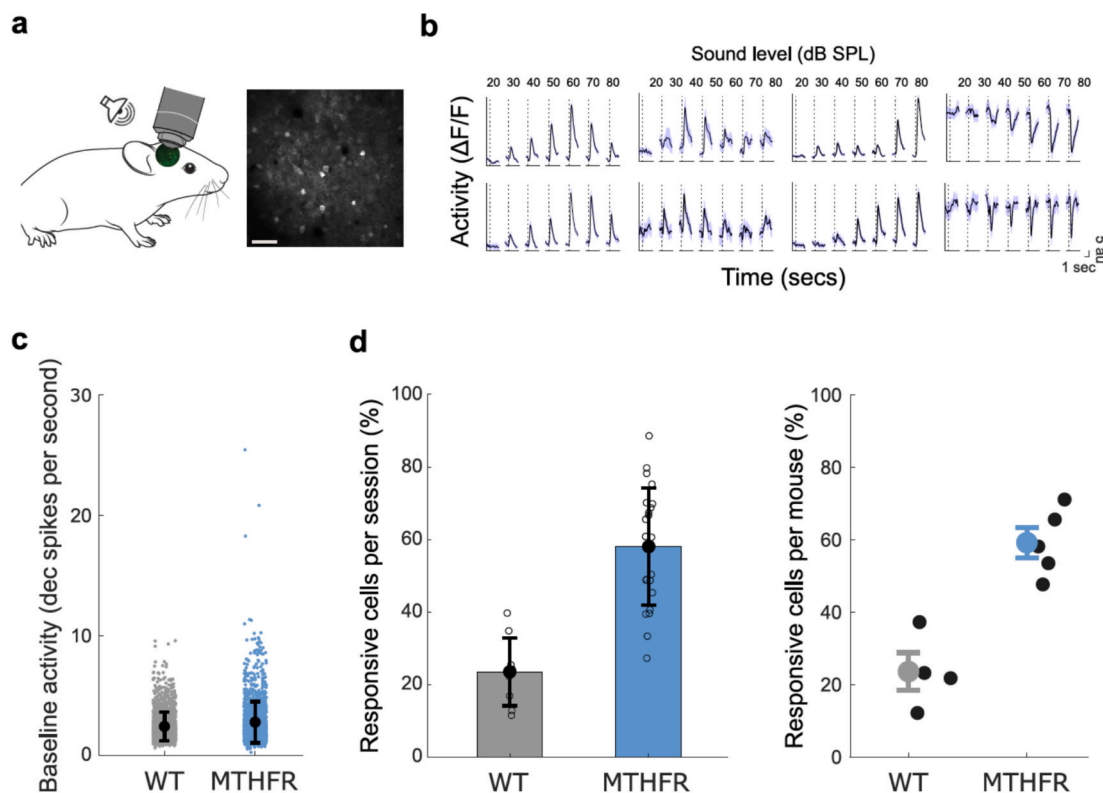 a
b
Sound level (dB SPL)
20 30 40 50 60 70 80 20 30 40 50 60 70 80 20 30 40 50 60 70 80 20 30 40 50 60 70 80
Activity (ΔF/F)
5 au
1 sec
Time (secs)
c
Baseline activity (dec spikes per second)
30
20
10
0
WT MTHFR
d
Responsive cells per session (%)
100
80
60
40
20
0
WT MTHFR
Responsive cells per mouse (%)
100
80
60
40
20
0
WT MTHFR